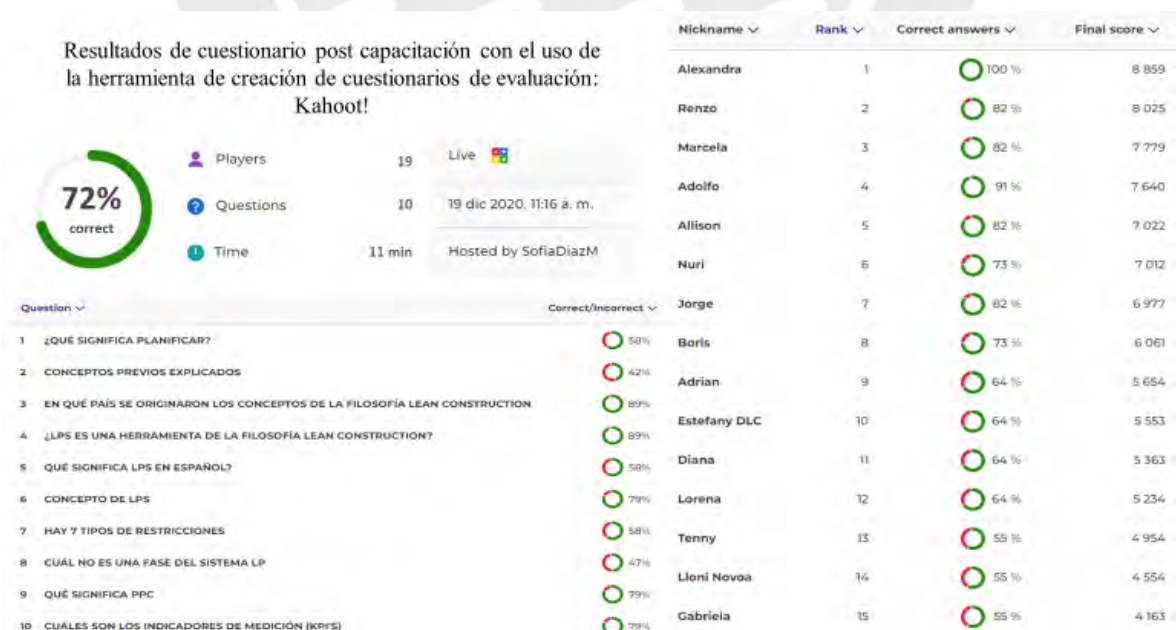 Resultados de cuestionario post capacitación con el uso de
la herramienta de creación de cuestionarios de evaluación:
Kahoot!
72%
correct
Players 19
Questions 10
Time 11 min
Live
19 dic 2020, 11:16 a. m.
Hosted by SofiaDiazM
Question Correct/incorrect
1 ¿QUÉ SIGNIFICA PLANIFICAR? 58%
2 CONCEPTOS PREVIOS EXPLICADOS 42%
3 EN QUÉ PAÍS SE ORIGINARON LOS CONCEPTOS DE LA FILOSOFÍA LEAN CONSTRUCTION 89%
4 ¿LPS ES UNA HERRAMIENTA DE LA FILOSOFÍA LEAN CONSTRUCTION? 89%
5 QUÉ SIGNIFICA LPS EN ESPAÑOL? 58%
6 CONCEPTO DE LPS 79%
7 HAY 7 TIPOS DE RESTRICCIONES 58%
8 CUÁL NO ES UNA FASE DEL SISTEMA LP 47%
9 QUÉ SIGNIFICA PPC 79%
10 CUÁLES SON LOS INDICADORES DE MEDICIÓN (KPI'S) 79%
Nickname Rank Correct answers Final score
Alexandra 1 100 % 8 859
Renzo 2 82 % 8 025
Marcela 3 82 % 7 779
Adolfo 4 91 % 7 640
Allison 5 82 % 7 022
Nuri 6 73 % 7 012
Jorge 7 82 % 6 977
Boris 8 73 % 6 061
Adrian 9 64 % 5 654
Estefany DLC 10 64 % 5 553
Diana 11 64 % 5 363
Lorena 12 64 % 5 234
Tenny 13 55 % 4 954
Lloni Novoa 14 55 % 4 554
Gabriela 15 55 % 4 163